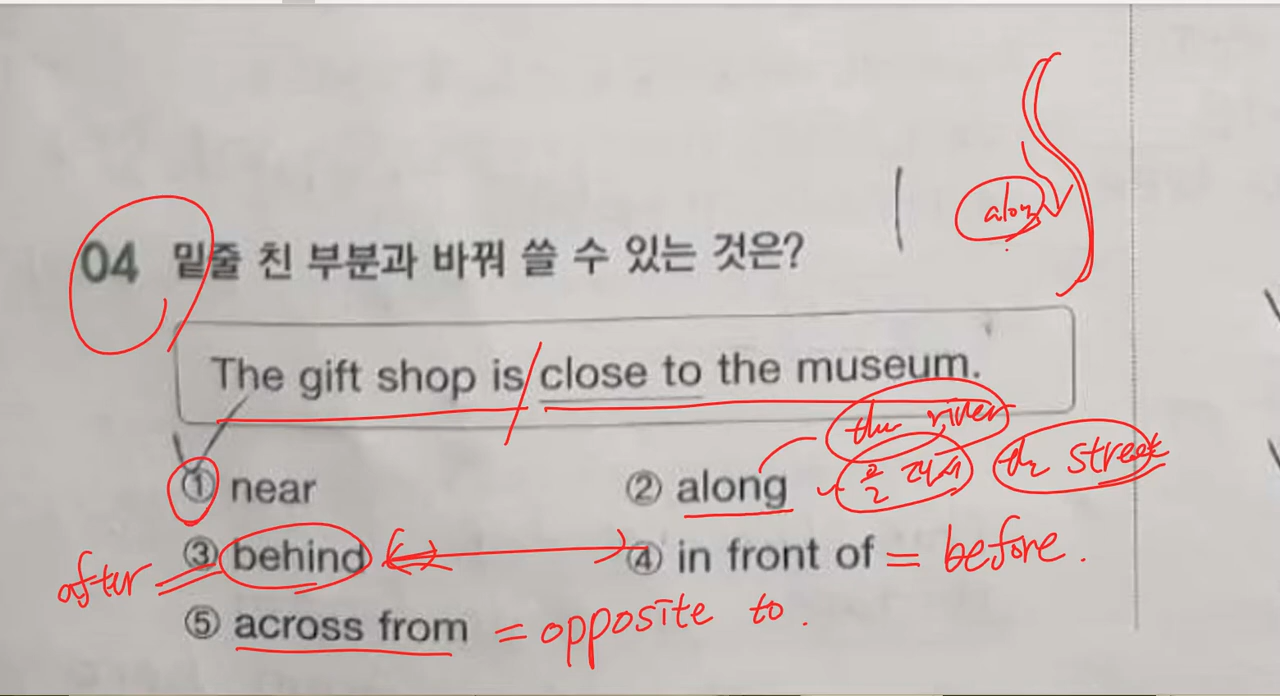 along
04 밑줄 친 부분과 바꿔 쓸 수 있는 것은?
The gift shop is close to the museum.
the river
① near
② along 을 따라서 the street
③ behind
④ in front of = before.
after
⑤ across from = opposite to.